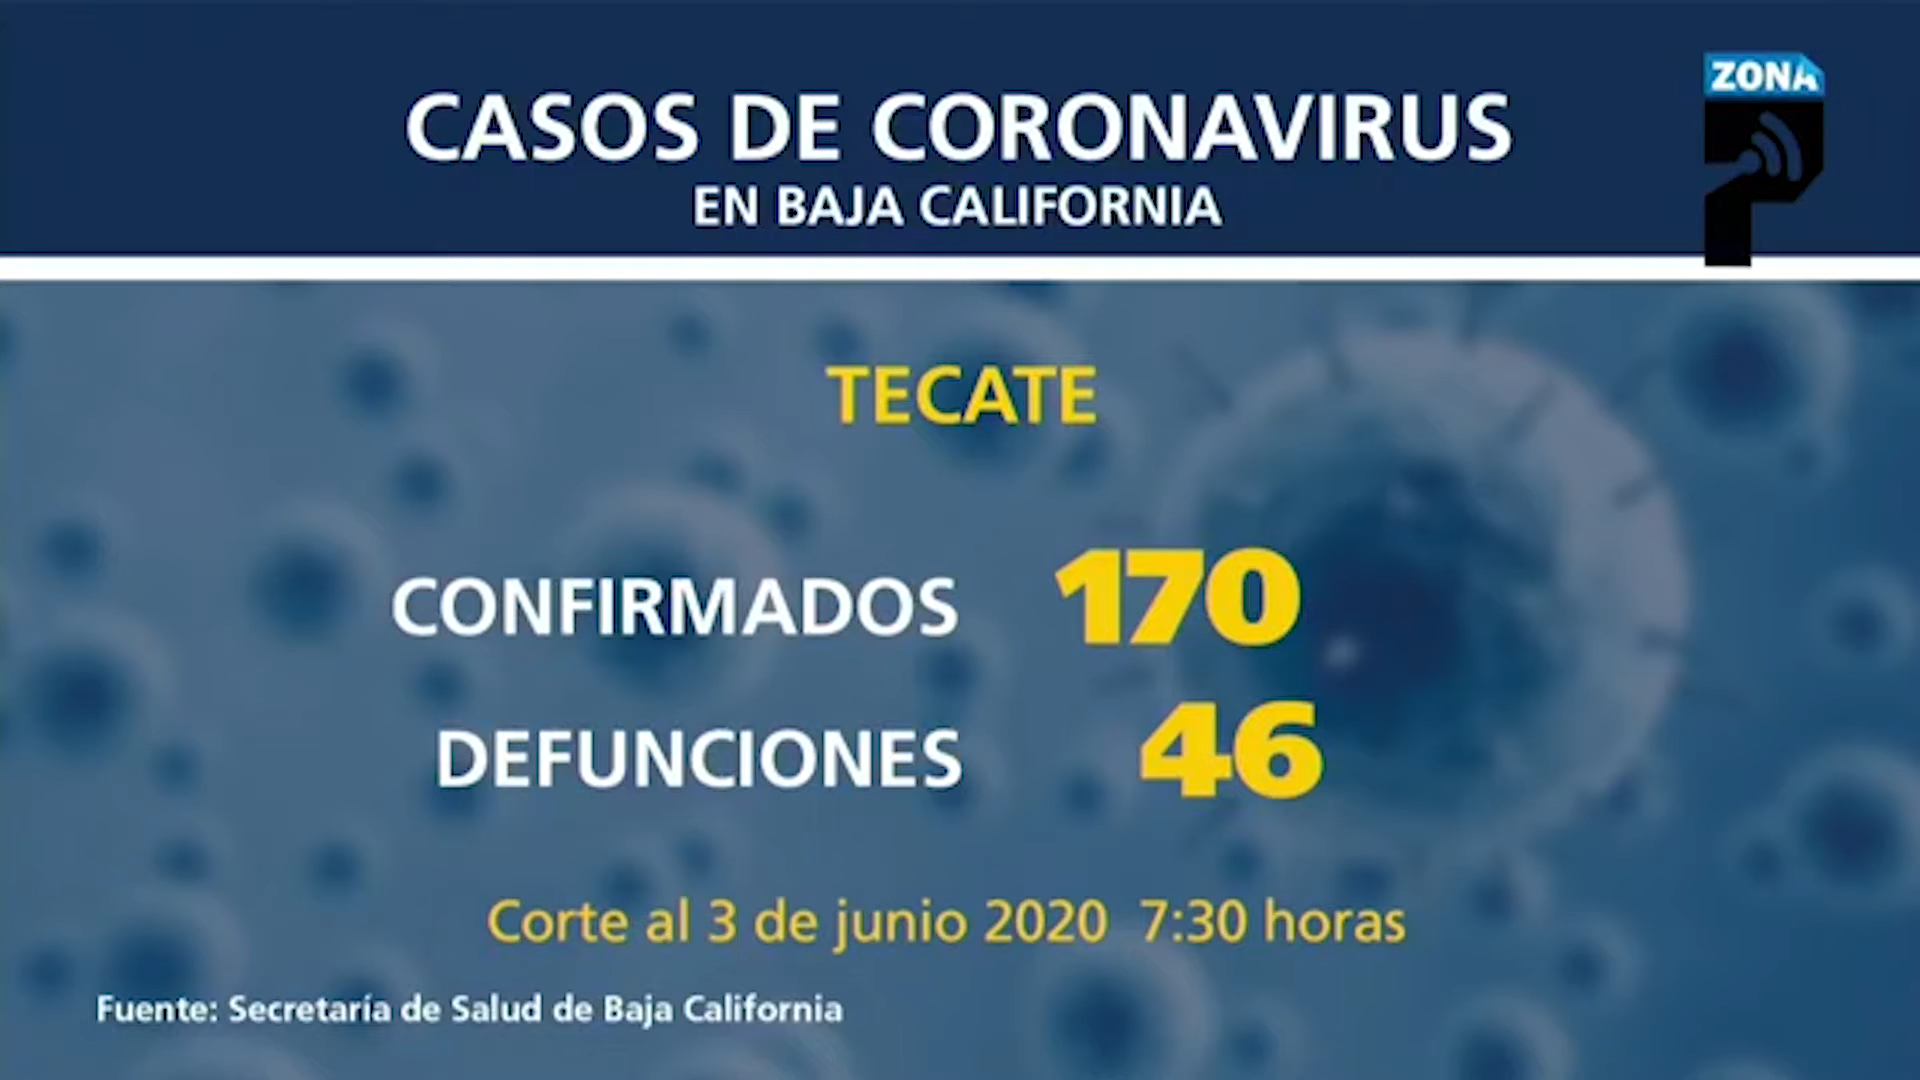 CASOS DE CORONAVIRUS
EN BAJA CALIFORNIA
ZONA
TECATE
CONFIRMADOS 170
DEFUNCIONES 46
Corte al 3 de junio 2020 7:30 horas
Fuente: Secretaría de Salud de Baja California